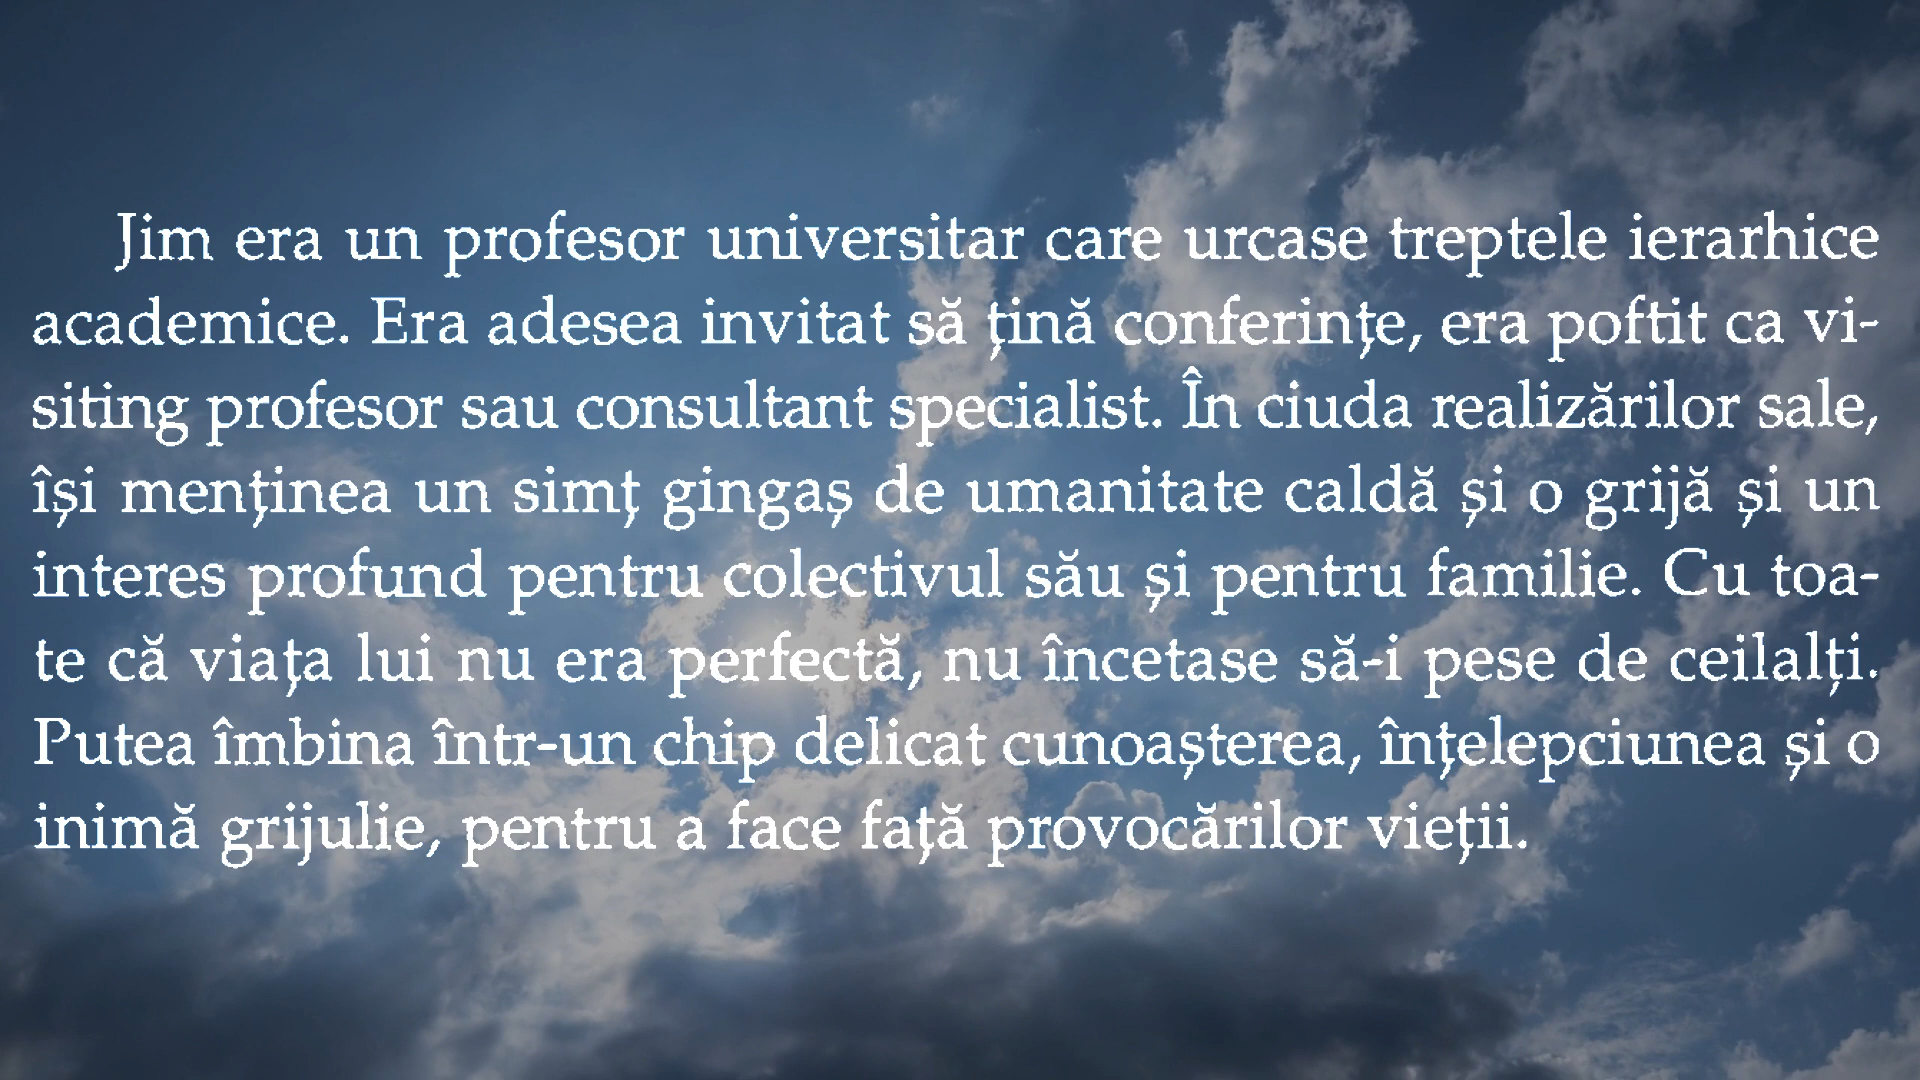 Jim era un profesor universitar care urcase treptele ierarhice
academice. Era adesea invitat să țină conferințe, era poftit ca vi-
siting profesor sau consultant specialist. În ciuda realizărilor sale,
își menținea un simț gingaș de umanitate caldă și o grijă și un
interes profund pentru colectivul său și pentru familie. Cu toa-
te că viața lui nu era perfectă, nu încetase să-i pese de ceilalți.
Putea îmbina într-un chip delicat cunoașterea, înțelepciunea și o
inimă grijulie, pentru a face față provocărilor vieții.